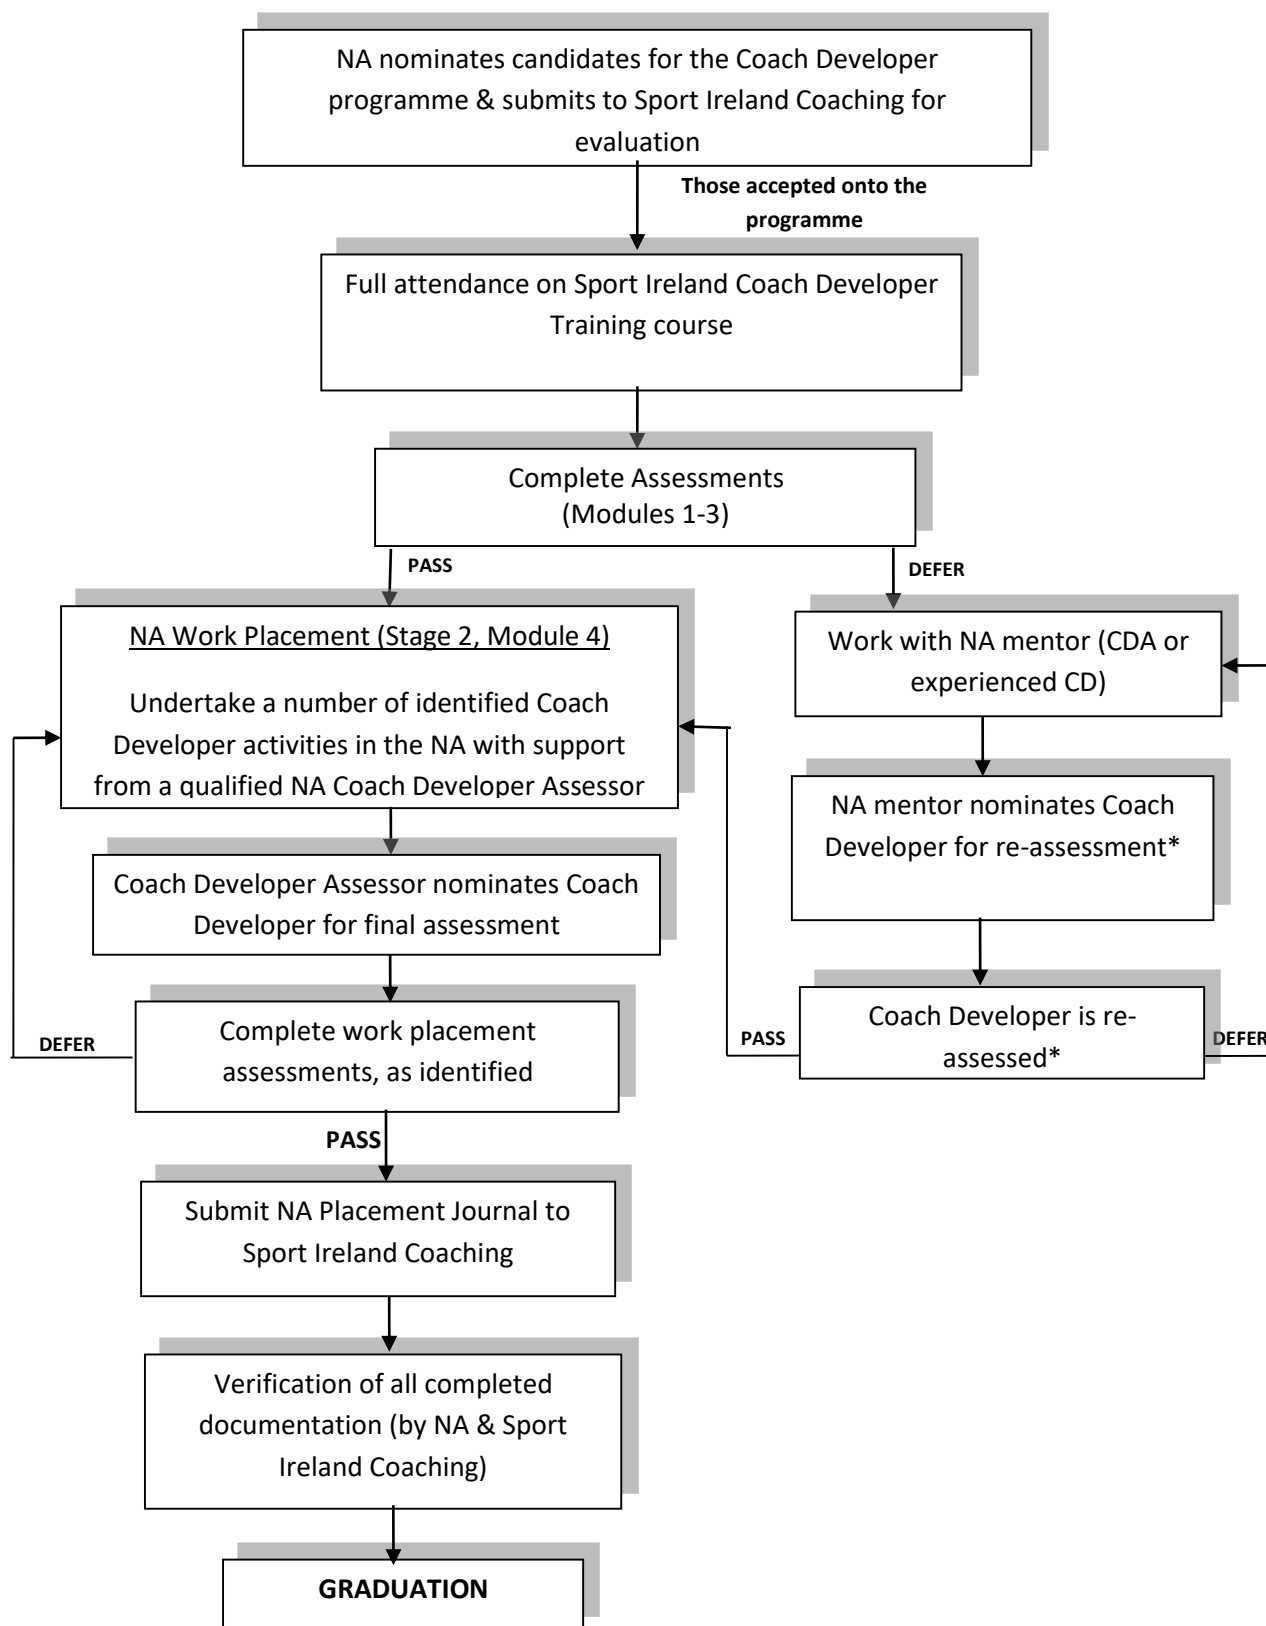 NA nominates candidates for the Coach Developer
programme & submits to Sport Ireland Coaching for
evaluation
Those accepted onto the
programme
Full attendance on Sport Ireland Coach Developer
Training course
Complete Assessments
(Modules 1-3)
PASS
DEFER
NA Work Placement (Stage 2, Module 4)
Undertake a number of identified Coach
Developer activities in the NA with support
from a qualified NA Coach Developer Assessor
Work with NA mentor (CDA or
experienced CD)
NA mentor nominates Coach
Developer for re-assessment*
Coach Developer Assessor nominates Coach
Developer for final assessment
Coach Developer is re-
assessed*
PASS
DEFER
Complete work placement
assessments, as identified
DEFER
PASS
Submit NA Placement Journal to
Sport Ireland Coaching
Verification of all completed
documentation (by NA & Sport
Ireland Coaching)
GRADUATION